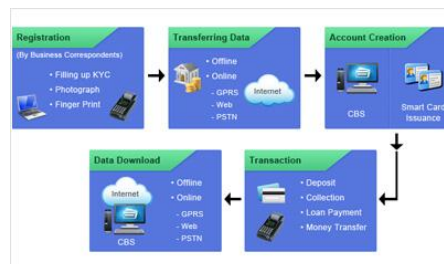 Registration
(By Business Correspondents)
• Filling up KYC
• Photograph
• Finger Print
Transferring Data
• Offline
• Online
- GPRS
- Web
- PSTN
Internet
Account Creation
CBS
Smart Card
Issuance
Data Download
Internet
CBS
• Offline
• Online
- GPRS
- Web
- PSTN
Transaction
• Deposit
• Collection
• Loan Payment
• Money Transfer